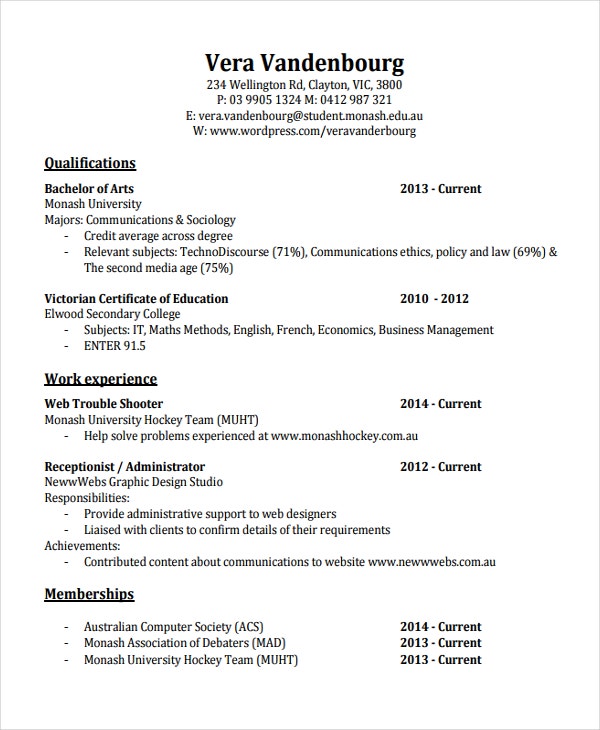 Vera Vandenbourg
234 Wellington Rd, Clayton, VIC, 3800
P: 03 9905 1324 M: 0412 987 321
E: vera.vandenbourg@student.monash.edu.au
W: www.wordpress.com/veravanderbourg
Qualifications
Bachelor of Arts 2013 - Current
Monash University
Majors: Communications & Sociology
- Credit average across degree
- Relevant subjects: TechnoDiscourse (71%), Communications ethics, policy and law (69%) &
The second media age (75%)
Victorian Certificate of Education 2010 - 2012
Elwood Secondary College
- Subjects: IT, Maths Methods, English, French, Economics, Business Management
- ENTER 91.5
Work experience
Web Trouble Shooter 2014 - Current
Monash University Hockey Team (MUHT)
- Help solve problems experienced at www.monashhockey.com.au
Receptionist / Administrator 2012 - Current
NewwWebs Graphic Design Studio
Responsibilities:
- Provide administrative support to web designers
- Liaised with clients to confirm details of their requirements
Achievements:
- Contributed content about communications to website www.newwwebs.com.au
Memberships
- Australian Computer Society (ACS) 2014 - Current
- Monash Association of Debaters (MAD) 2013 - Current
- Monash University Hockey Team (MUHT) 2013 - Current